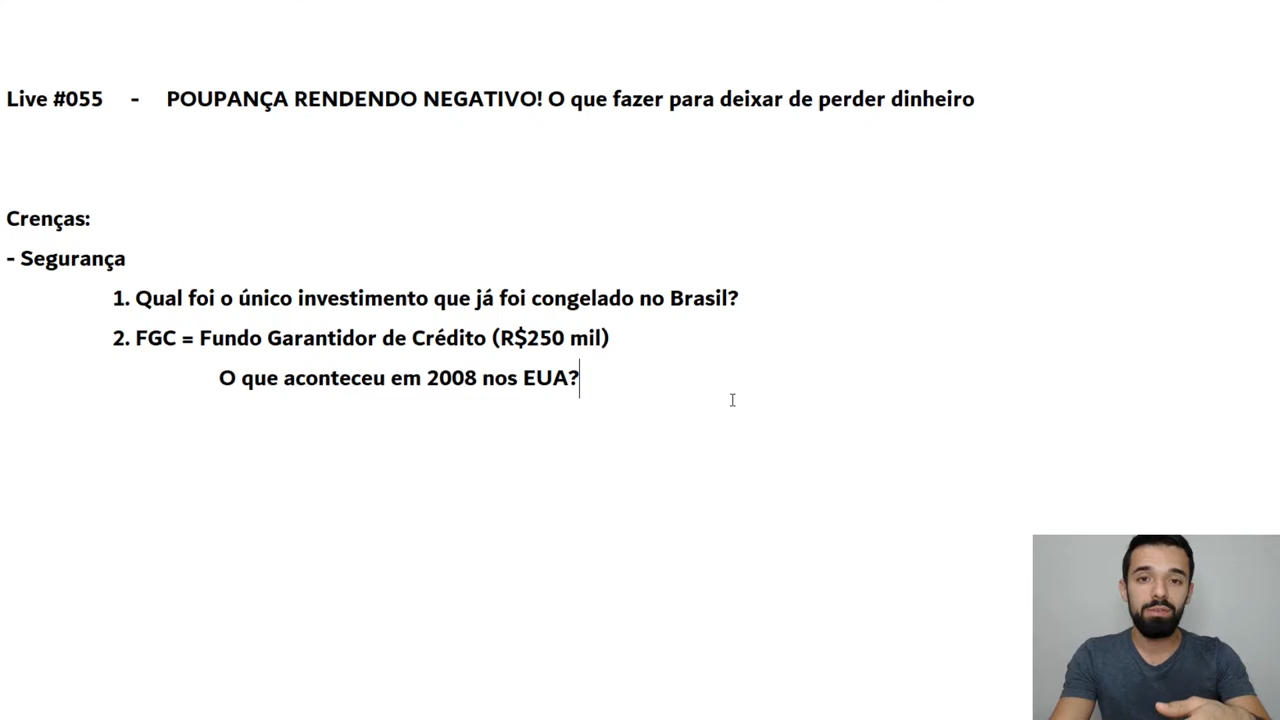 Live #055 - POUPANÇA RENDENDO NEGATIVO! O que fazer para deixar de perder dinheiro
Crenças:
- Segurança
1. Qual foi o único investimento que já foi congelado no Brasil?
2. FGC = Fundo Garantidor de Crédito (R$250 mil)
O que aconteceu em 2008 nos EUA?